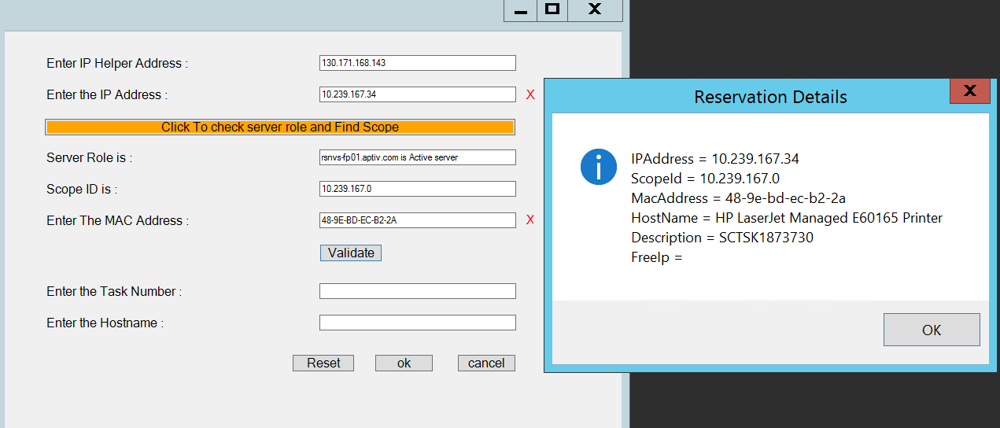 X
Enter IP Helper Address : 130.171.168.143
Enter the IP Address : 10.239.167.34 X
Click To check server role and Find Scope
Server Role is : rsnvs-fp01.aptiv.com is Active server
Scope ID is : 10.239.167.0
Enter The MAC Address : 48-9E-BD-EC-B2-2A X
Validate
Enter the Task Number :
Enter the Hostname :
Reset ok cancel
Reservation Details X
IPAddress = 10.239.167.34
ScopeId = 10.239.167.0
MacAddress = 48-9e-bd-ec-b2-2a
HostName = HP LaserJet Managed E60165 Printer
Description = SCTSK1873730
FreeIp =
OK